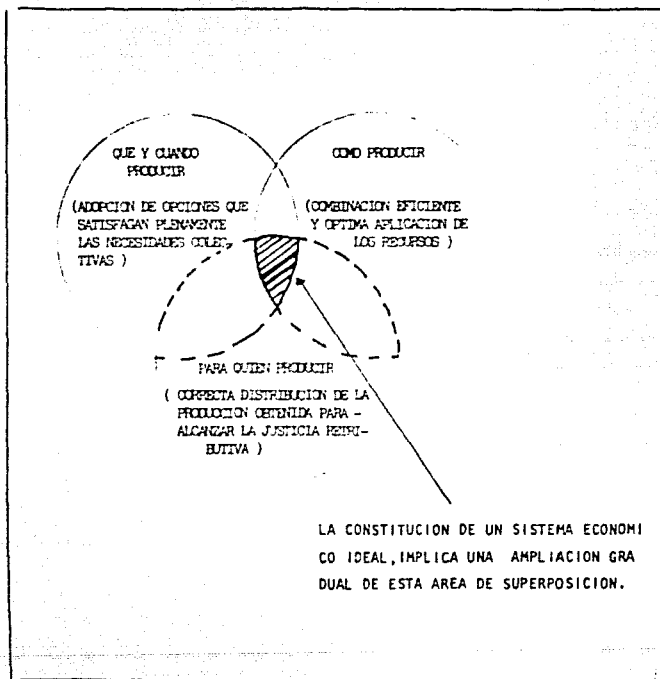 QUE Y CUANDO
PRODUCIR
(ADOPCION DE OPCIONES QUE
SATISFAGAN PLENAMENTE
LAS NECESIDADES COLEC-
TIVAS )
COMO PRODUCIR
(COMBINACION EFICIENTE
Y OPTIMA APLICACION DE
LOS RECURSOS )
PARA QUIEN PRODUCIR
( CORRECTA DISTRIBUCION DE LA
PRODUCCION OBTENIDA PARA -
ALCANZAR LA JUSTICIA RETRI-
BUTIVA )
LA CONSTITUCION DE UN SISTEMA ECONOMI
CO IDEAL, IMPLICA UNA AMPLIACION GRA
DUAL DE ESTA AREA DE SUPERPOSICION.